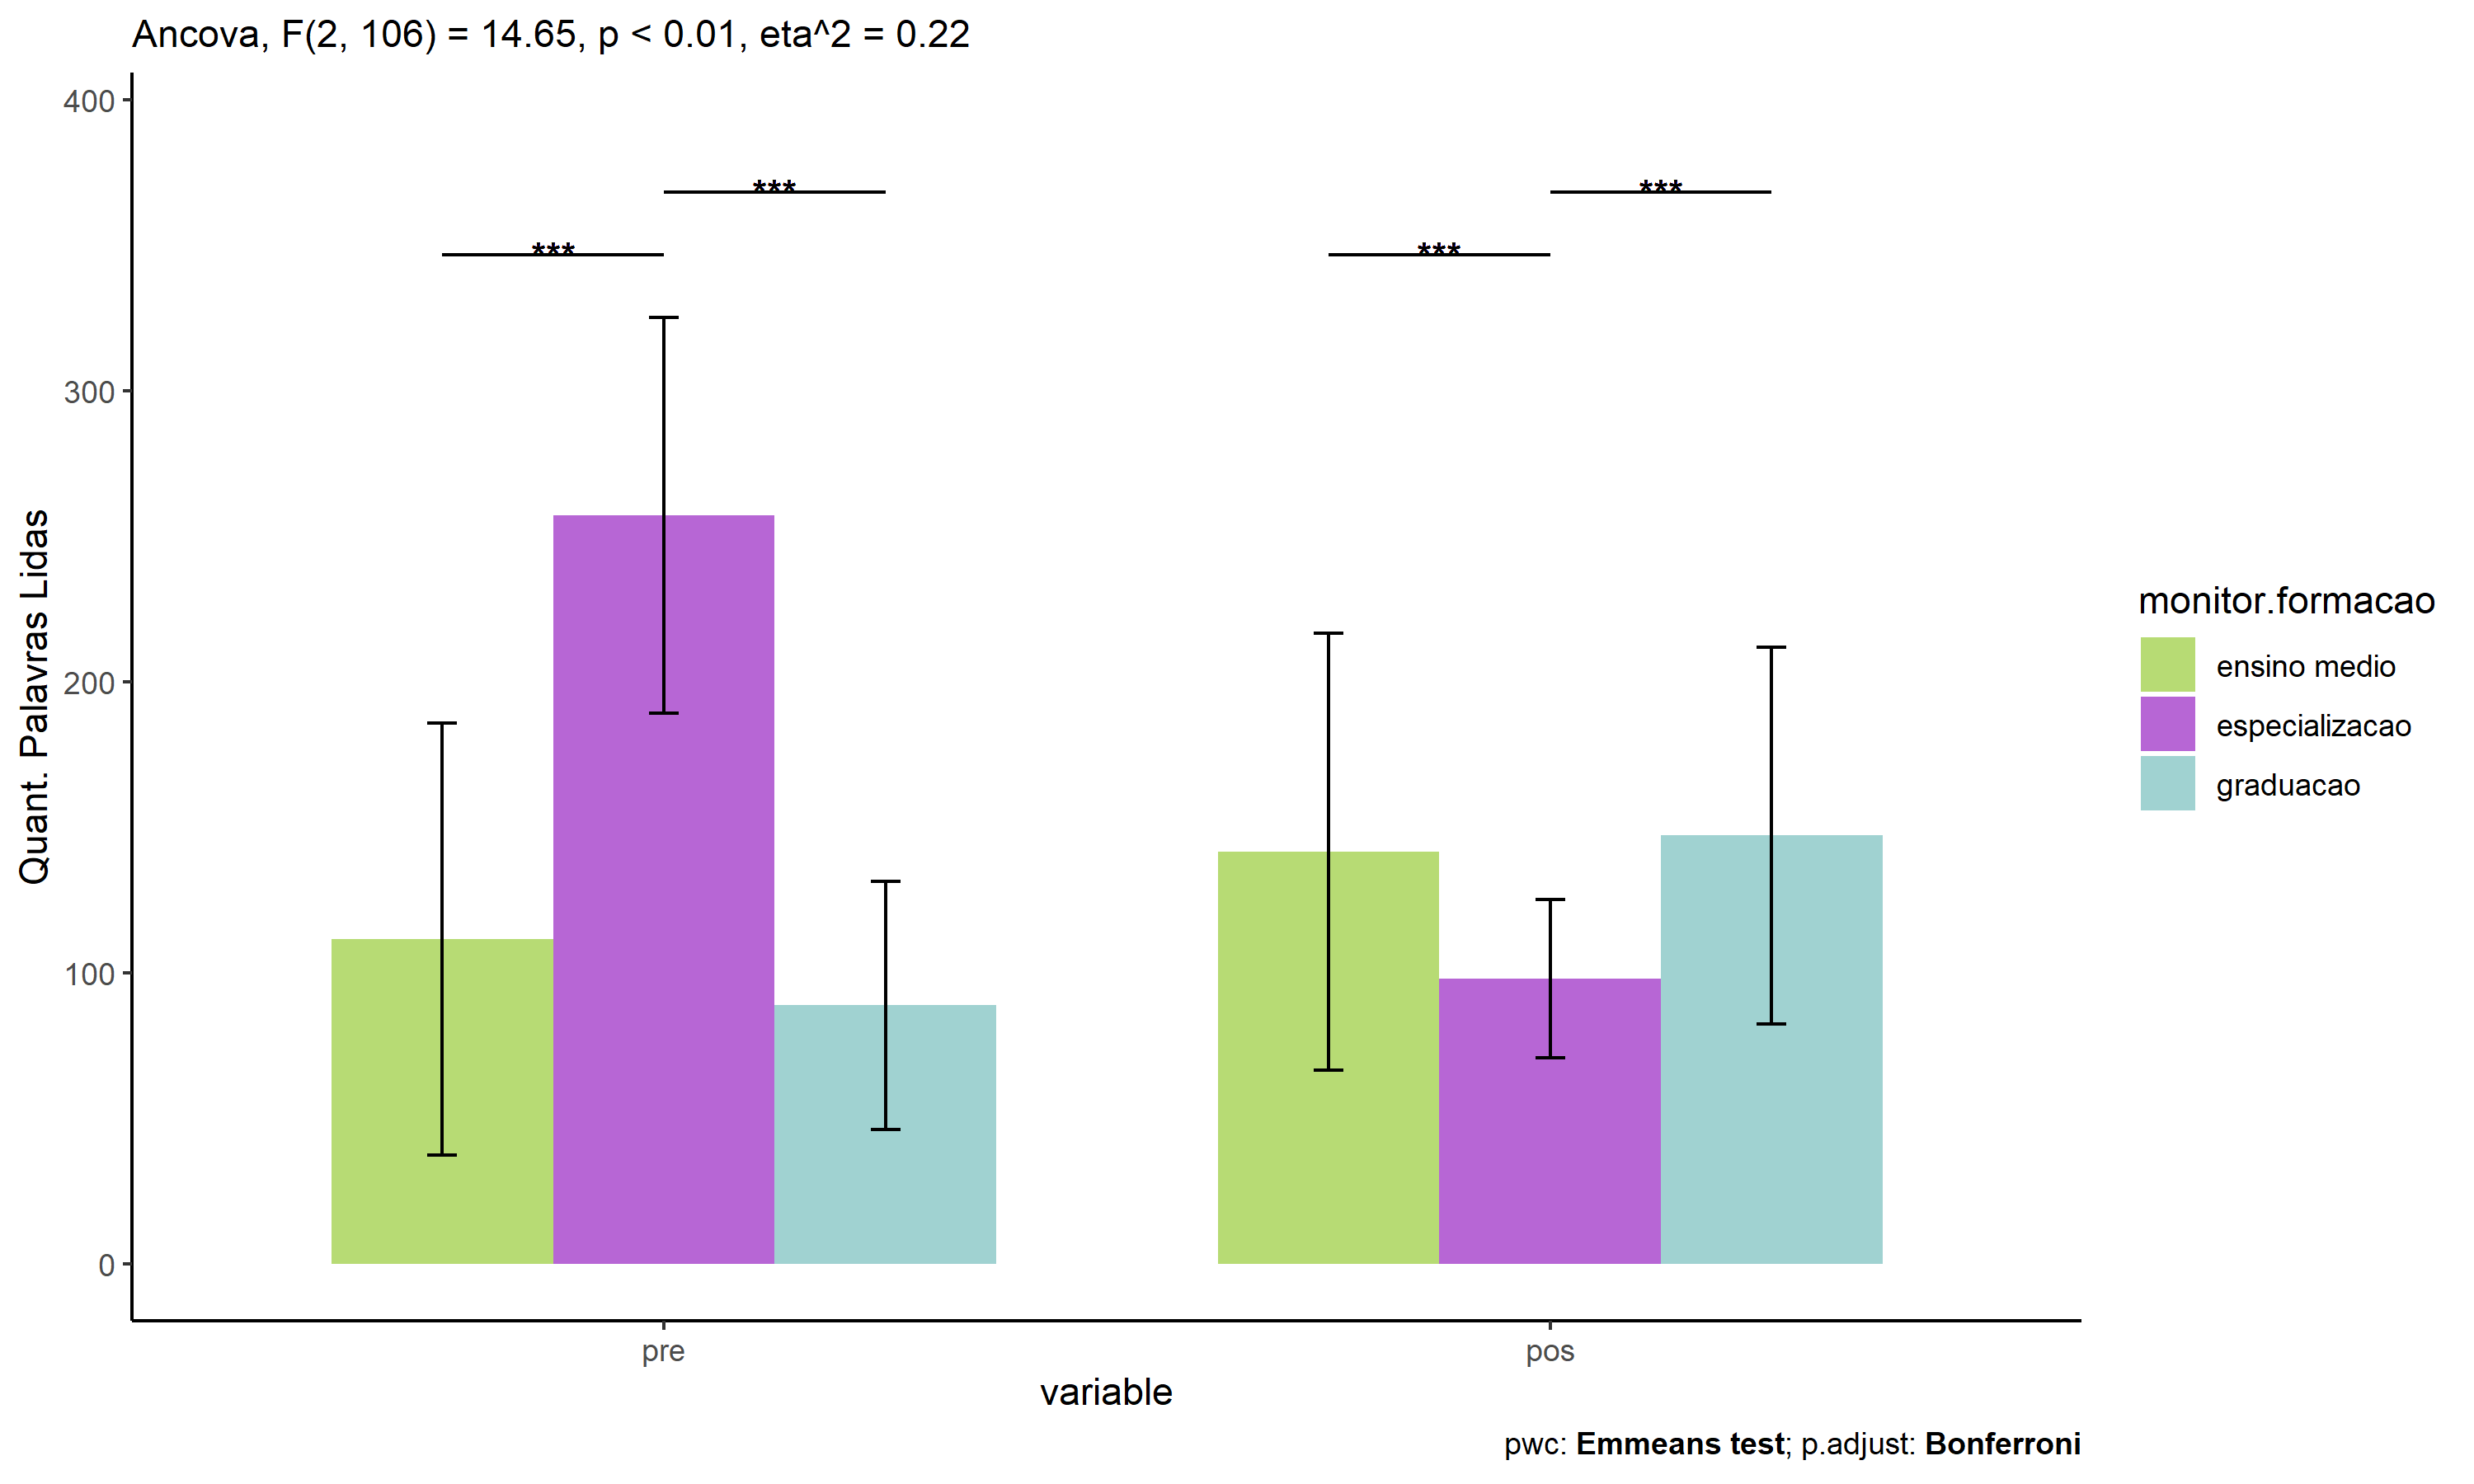 Ancova, F(2, 106) = 14.65, p < 0.01, eta^2 = 0.22
400
300
200
100
0
Quant. Palavras Lidas
***
***
***
***
pre
pos
variable
monitor.formacao
ensino medio
especializacao
graduacao
pwc: Emmeans test; p.adjust: Bonferroni